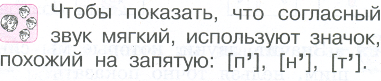 Чтобы показать, что согласный
звук мягкий, используют значок,
похожий на запятую: [п’], [н’], [т’].